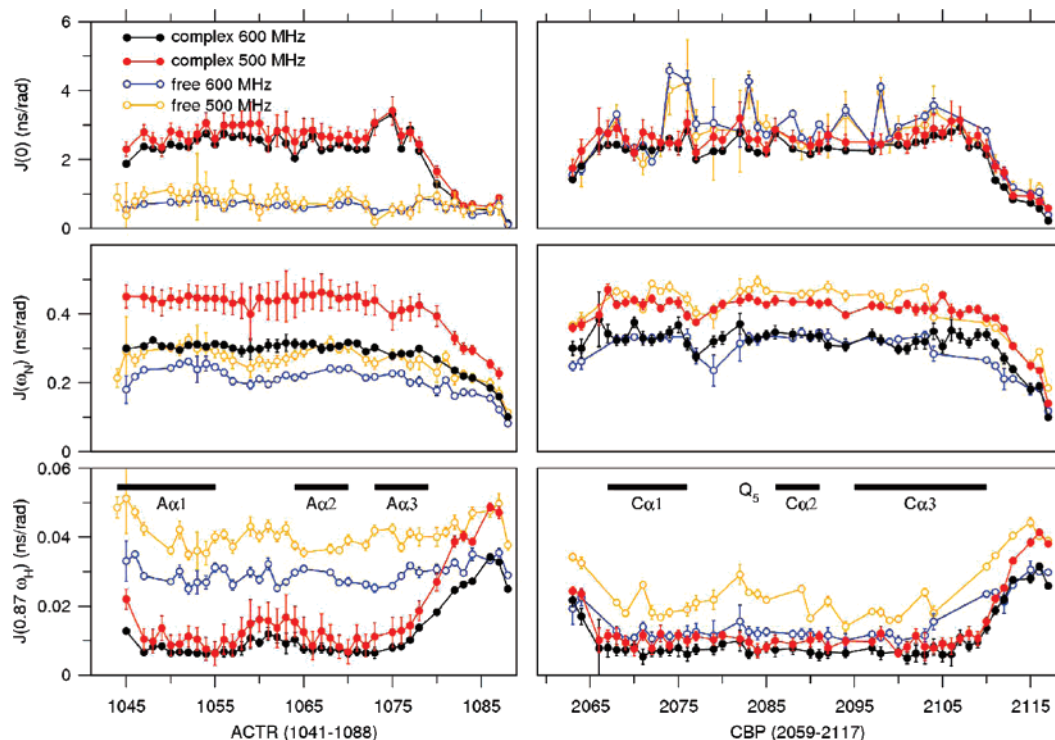 6
4
2
0
J(0) (ns/rad)
complex 600 MHz
complex 500 MHz
free 600 MHz
free 500 MHz
0.4
0.2
0
J(ωN) (ns/rad)
0.06
0.04
0.02
0.00
J(0.87 ωH) (ns/rad)
Aα1
Aα2
Aα3
Cα1
Q5
Cα2
Cα3
1045
1055
1065
1075
1085
ACTR (1041-1088)
2065
2075
2085
2095
2105
2115
CBP (2059-2117)